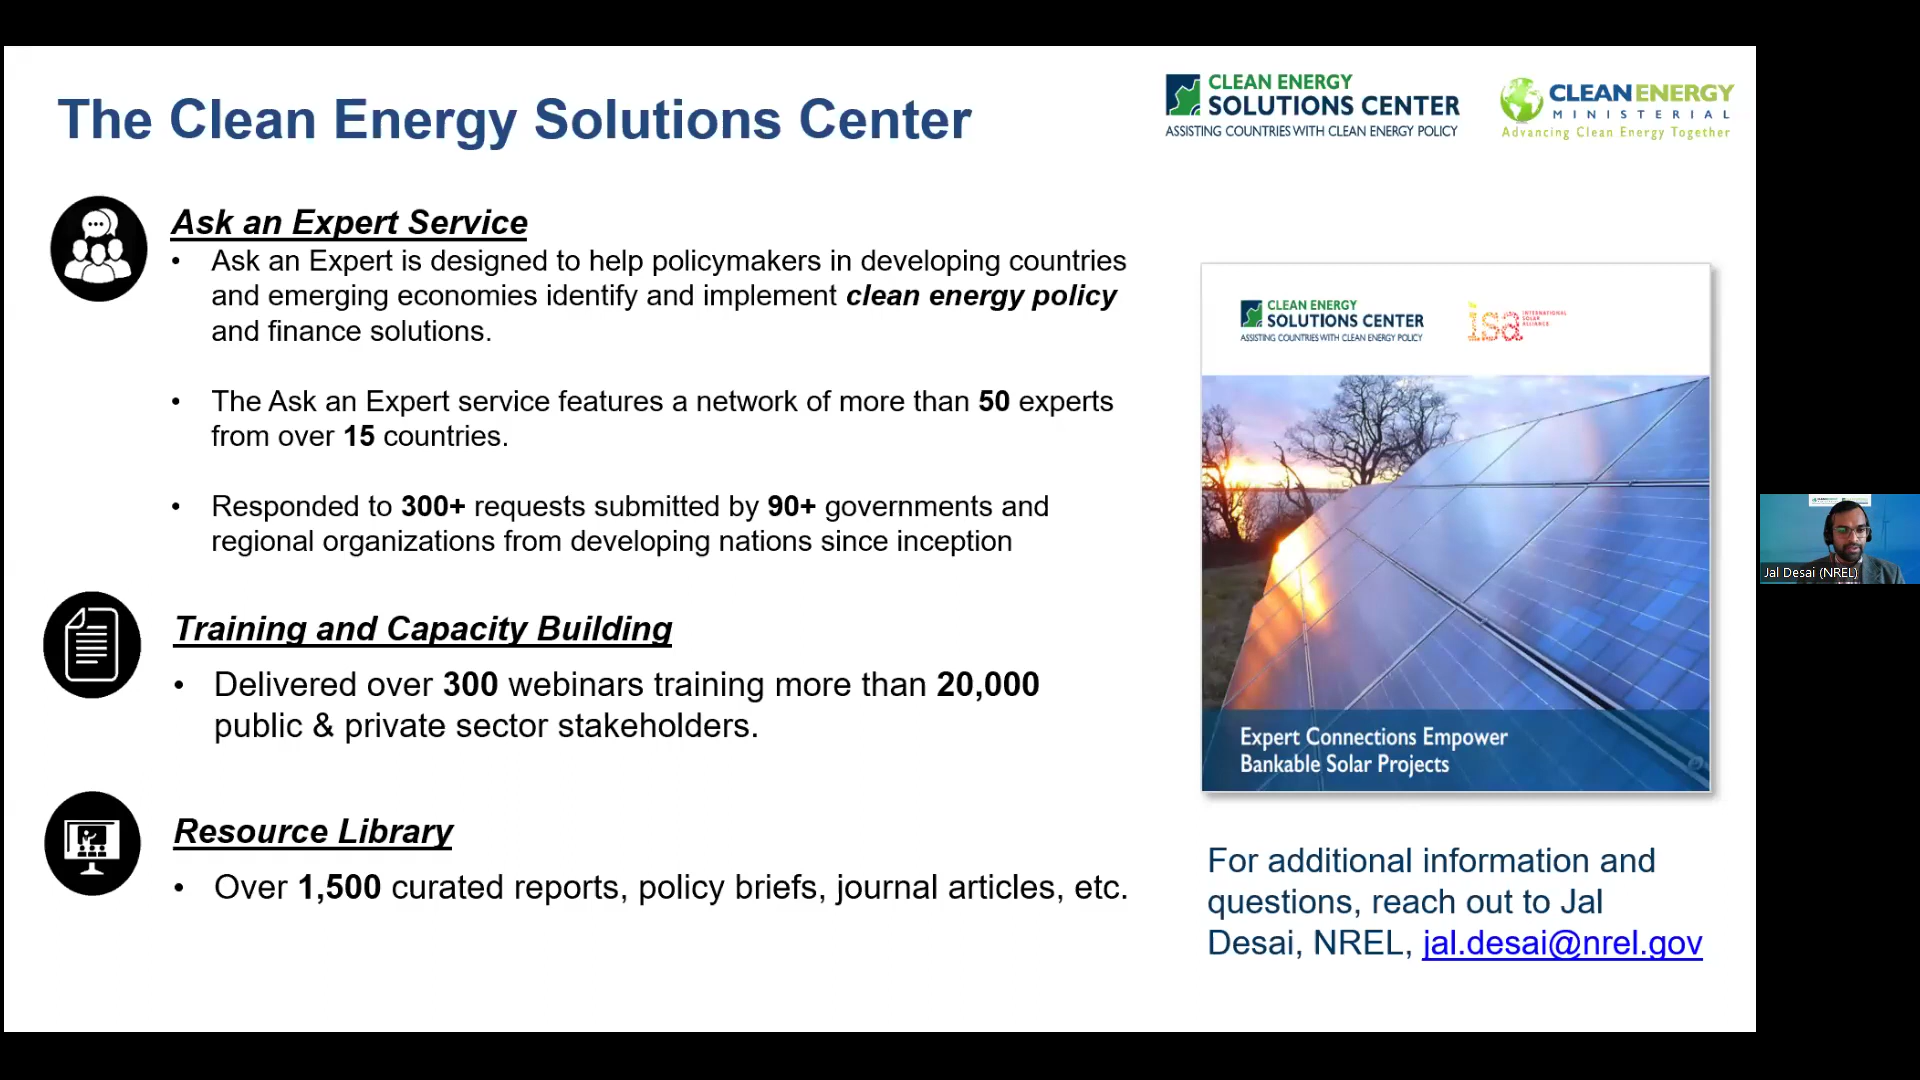 The Clean Energy Solutions Center
CLEAN ENERGY
SOLUTIONS CENTER
ASSISTING COUNTRIES WITH CLEAN ENERGY POLICY
CLEAN ENERGY
MINISTERIAL
Advancing Clean Energy Together
Ask an Expert Service
• Ask an Expert is designed to help policymakers in developing countries
and emerging economies identify and implement clean energy policy
and finance solutions.
• The Ask an Expert service features a network of more than 50 experts
from over 15 countries.
• Responded to 300+ requests submitted by 90+ governments and
regional organizations from developing nations since inception
Training and Capacity Building
• Delivered over 300 webinars training more than 20,000
public & private sector stakeholders.
Resource Library
• Over 1,500 curated reports, policy briefs, journal articles, etc.
CLEAN ENERGY
SOLUTIONS CENTER
ASSISTING COUNTRIES WITH CLEAN ENERGY POLICY
isa
INTERNATIONAL
SOLAR
ALLIANCE
Expert Connections Empower
Bankable Solar Projects
For additional information and
questions, reach out to Jal
Desai, NREL, jal.desai@nrel.gov
Jal Desai (NREL)